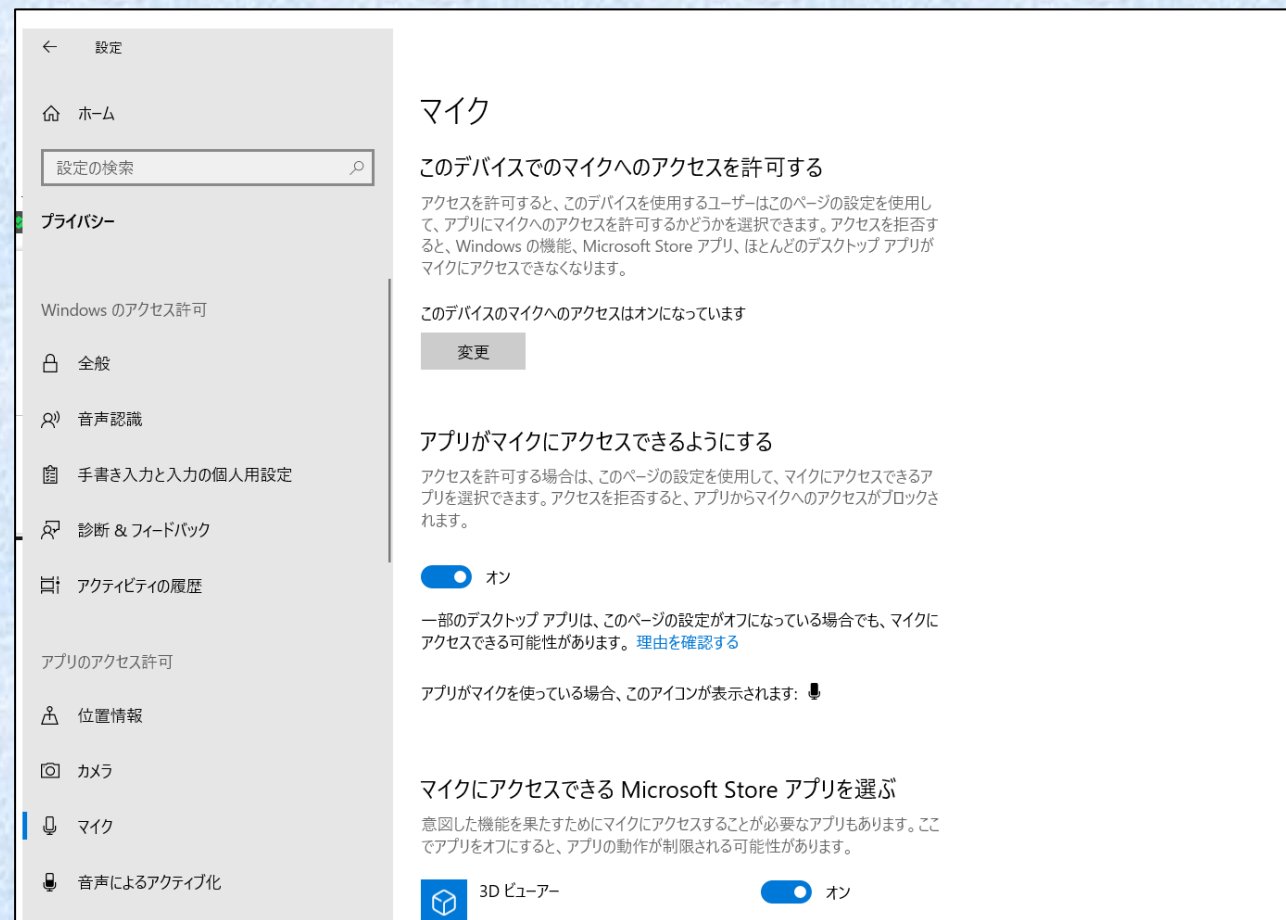 設定
ホーム
設定の検索
プライバシー
Windows のアクセス許可
全般
音声認識
手書き入力と入力の個人用設定
診断 & フィードバック
アクティビティの履歴
アプリのアクセス許可
位置情報
カメラ
マイク
音声によるアクティブ化
マイク
このデバイスでのマイクへのアクセスを許可する
アクセスを許可すると、このデバイスを使用するユーザーはこのページの設定を使用し
て、アプリにマイクへのアクセスを許可するかどうかを選択できます。アクセスを拒否す
ると、Windows の機能、Microsoft Store アプリ、ほとんどのデスクトップ アプリが
マイクにアクセスできなくなります。
このデバイスのマイクへのアクセスはオンになっています
変更
アプリがマイクにアクセスできるようにする
アクセスを許可する場合は、このページの設定を使用して、マイクにアクセスできるア
プリを選択できます。アクセスを拒否すると、アプリからマイクへのアクセスがブロックさ
れます。
オン
一部のデスクトップ アプリは、このページの設定がオフになっている場合でも、マイクに
アクセスできる可能性があります。 理由を確認する
アプリがマイクを使っている場合、このアイコンが表示されます:
マイクにアクセスできる Microsoft Store アプリを選ぶ
意図した機能を果たすためにマイクにアクセスすることが必要なアプリもあります。ここ
でアプリをオフにすると、アプリの動作が制限される可能性があります。
3D ビューアー
オン